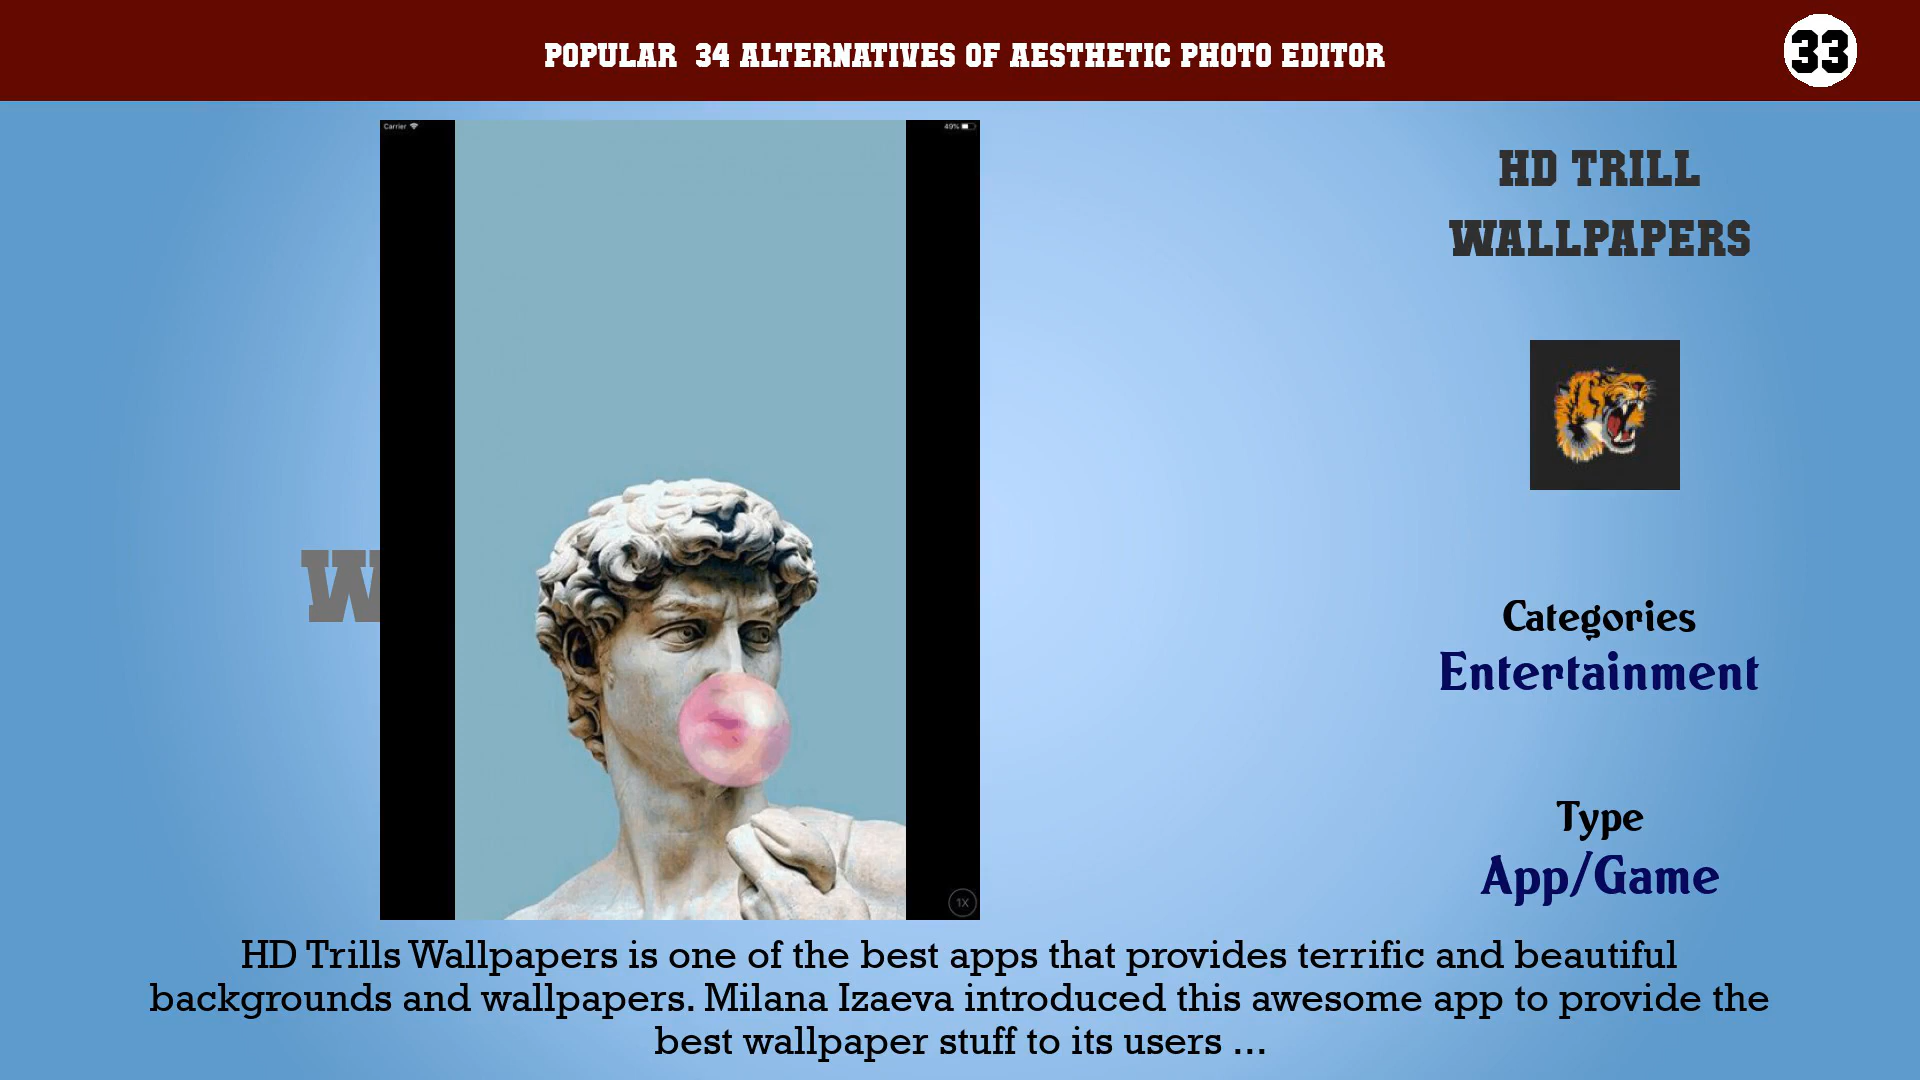 POPULAR  34 ALTERNATIVES OF AESTHETIC PHOTO EDITOR
33
Carrier
49%
HD TRILL
WALLPAPERS
W
Categories
Entertainment
Type
App/Game
1X
HD Trills Wallpapers is one of the best apps that provides terrific and beautiful
backgrounds and wallpapers. Milana Izaeva introduced this awesome app to provide the
best wallpaper stuff to its users ...